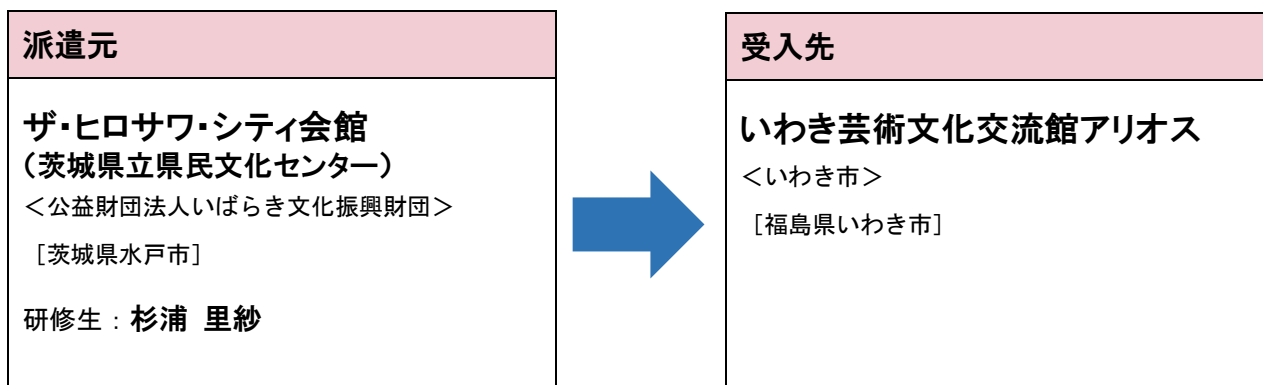 派遣元
ザ・ヒロサワ・シティ会館
（茨城県立県民文化センター）
＜公益財団法人いばらき文化振興財団＞
［茨城県水戸市］
研修生：杉浦 里紗
受入先
いわき芸術文化交流館アリオス
＜いわき市＞
［福島県いわき市］